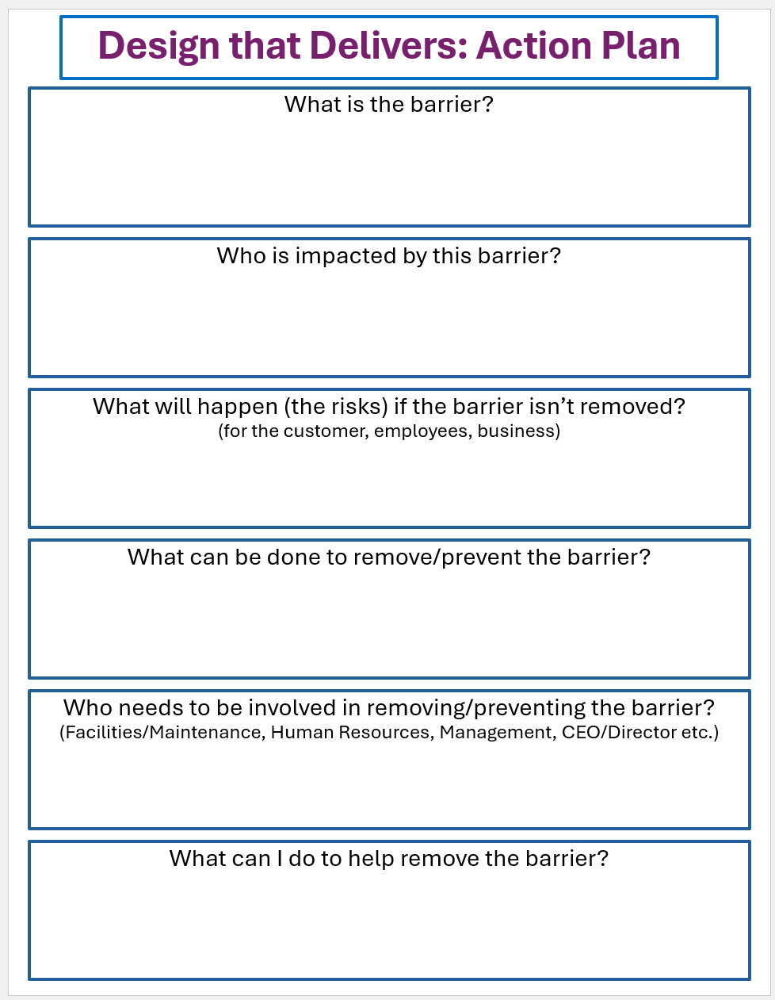 Design that Delivers: Action Plan
What is the barrier?
Who is impacted by this barrier?
What will happen (the risks) if the barrier isn’t removed?
(for the customer, employees, business)
What can be done to remove/prevent the barrier?
Who needs to be involved in removing/preventing the barrier?
(Facilities/Maintenance, Human Resources, Management, CEO/Director etc.)
What can I do to help remove the barrier?